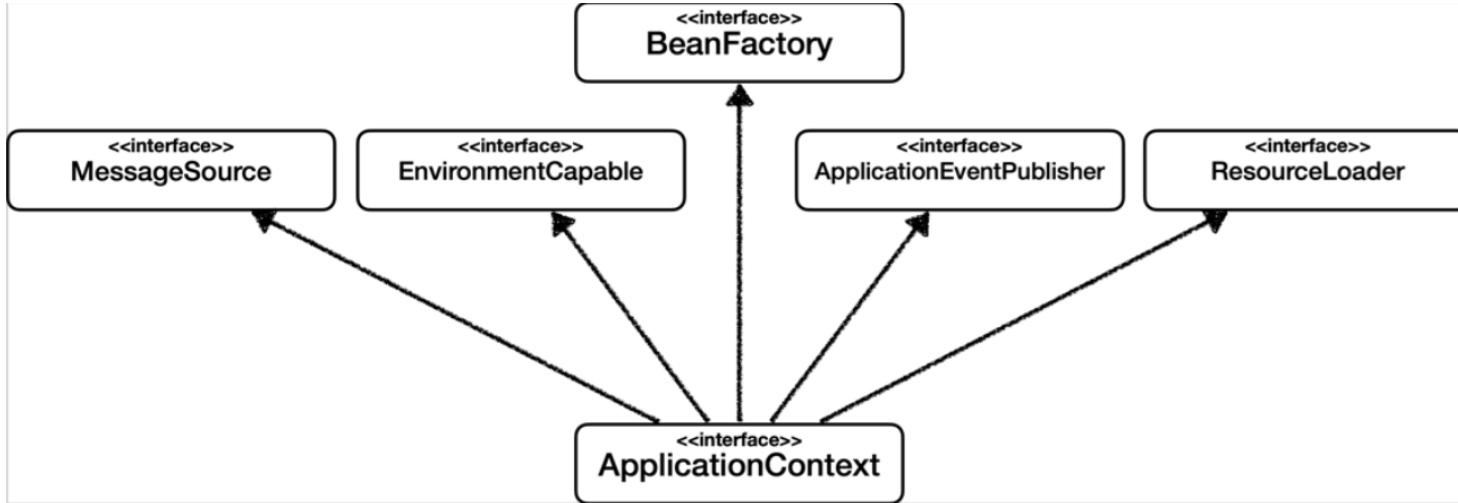 <<interface>>
BeanFactory
<<interface>>
MessageSource
<<interface>>
EnvironmentCapable
<<interface>>
ApplicationEventPublisher
<<interface>>
ResourceLoader
<<interface>>
ApplicationContext